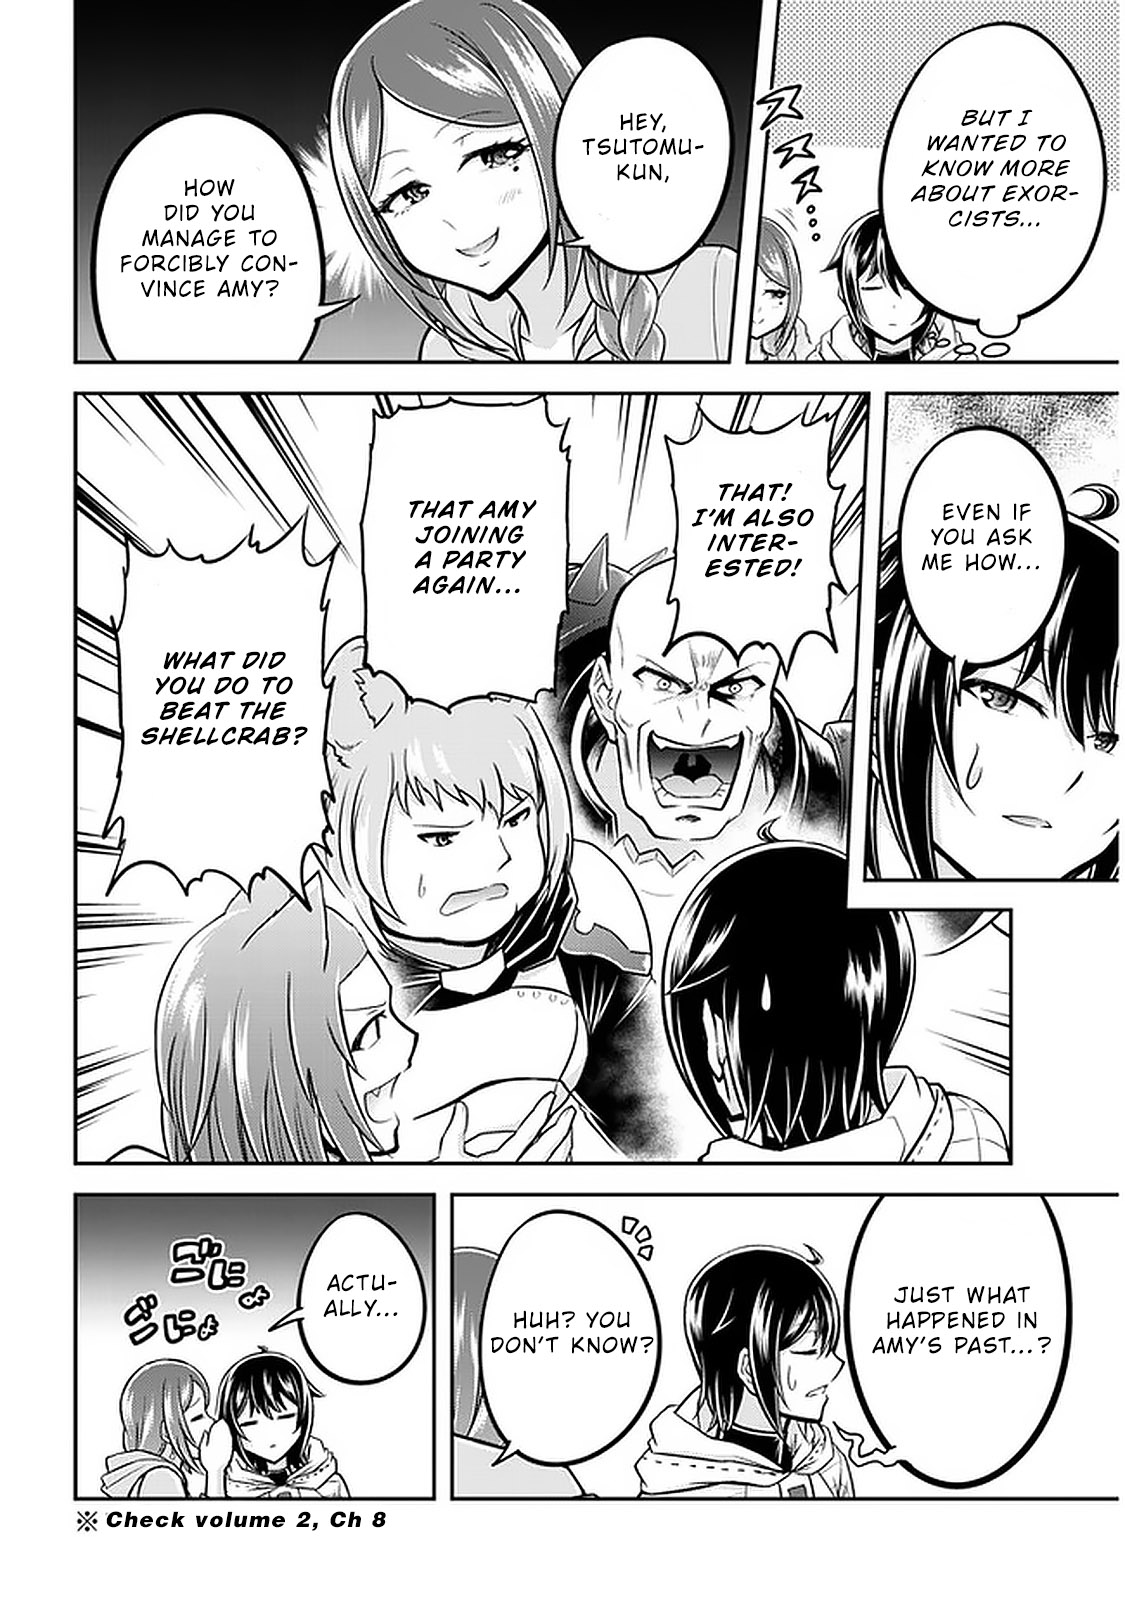 BUT I
WANTED TO
KNOW MORE
ABOUT EXOR-
CISTS...
HEY,
TSUTOMU-
KUN,
HOW
DID YOU
MANAGE TO
FORCIBLY CON-
VINCE AMY?
EVEN IF
YOU ASK
ME HOW...
THAT!
I'M ALSO
INTER-
ESTED!
THAT AMY
JOINING
A PARTY
AGAIN...
WHAT DID
YOU DO TO
BEAT THE
SHELLCRAB?
JUST WHAT
HAPPENED IN
AMY'S PAST...?
HUH? YOU
DON'T KNOW?
ACTU-
ALLY...
ごにょ
ごにょ
※ Check volume 2, Ch 8